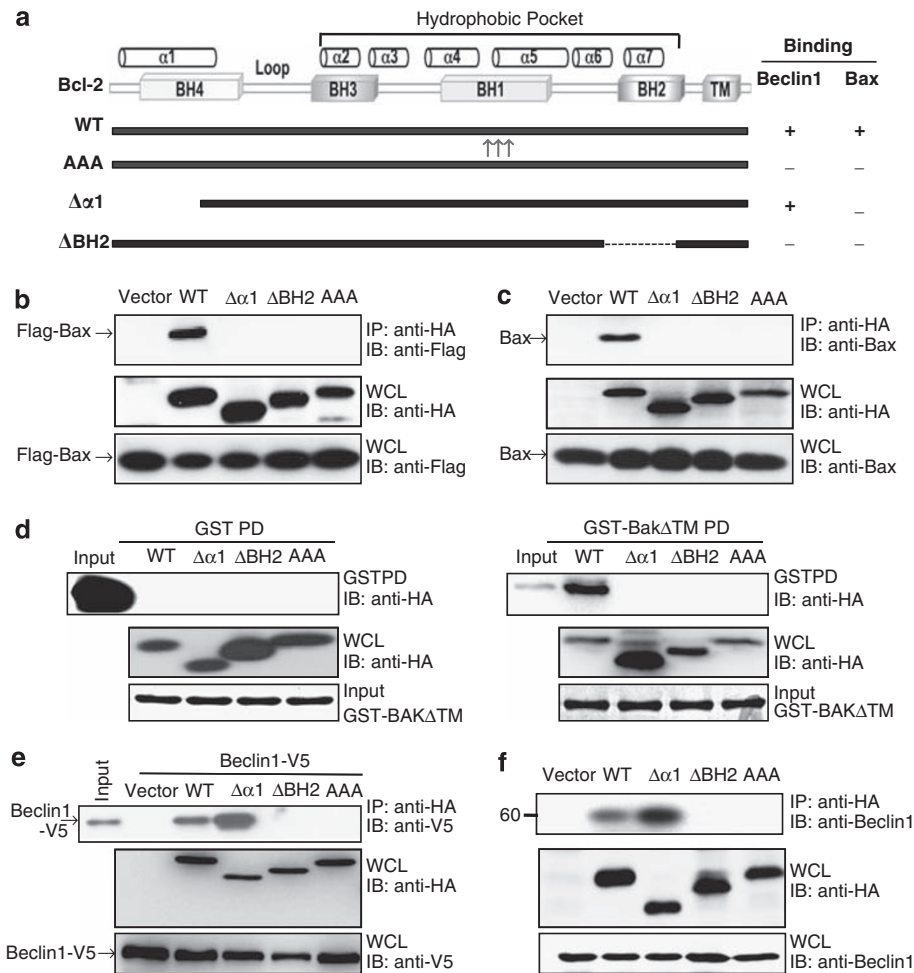 a
Hydrophobic Pocket
α1 α2 α3 α4 α5 α6 α7
Binding
Loop
Bcl-2 BH4 BH3 BH1 BH2 TM
Beclin1 Bax
WT + +
↑↑↑
AAA – –
Δα1 + –
ΔBH2 – –
b
Vector WT Δα1 ΔBH2 AAA
Flag-Bax→
IP: anti-HA
IB: anti-Flag
WCL
IB: anti-HA
Flag-Bax→
WCL
IB: anti-Flag
c
Vector WT Δα1 ΔBH2 AAA
Bax→
IP: anti-HA
IB: anti-Bax
WCL
IB: anti-HA
Bax→
WCL
IB: anti-Bax
d
GST PD
Input WT Δα1 ΔBH2 AAA
GSTPD
IB: anti-HA
WCL
IB: anti-HA
Input
GST-BAKΔTM
GST-BakΔTM PD
Input WT Δα1 ΔBH2 AAA
GSTPD
IB: anti-HA
WCL
IB: anti-HA
Input
GST-BAKΔTM
e
Beclin1-V5
Input Vector WT Δα1 ΔBH2 AAA
Beclin1→
-V5
IP: anti-HA
IB: anti-V5
WCL
IB: anti-HA
Beclin1-V5→
WCL
IB: anti-V5
f
Vector WT Δα1 ΔBH2 AAA
60
IP: anti-HA
IB: anti-Beclin1
WCL
IB: anti-HA
WCL
IB: anti-Beclin1